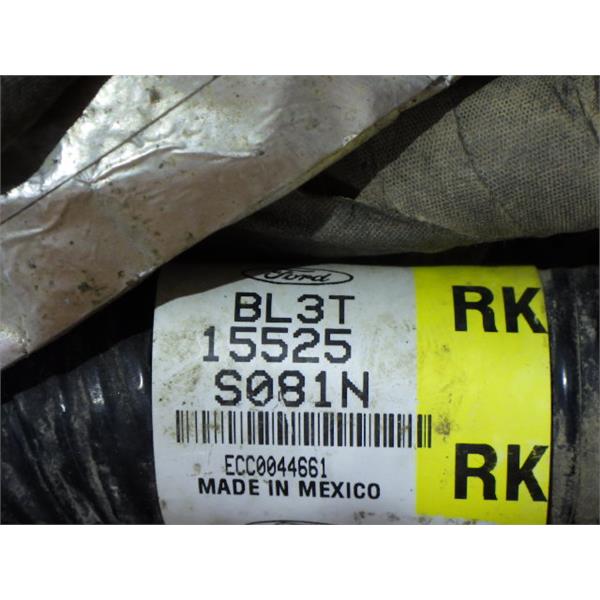 Ford
BL3T
15525
S081N
RK
ECC0044661
MADE IN MEXICO
RK